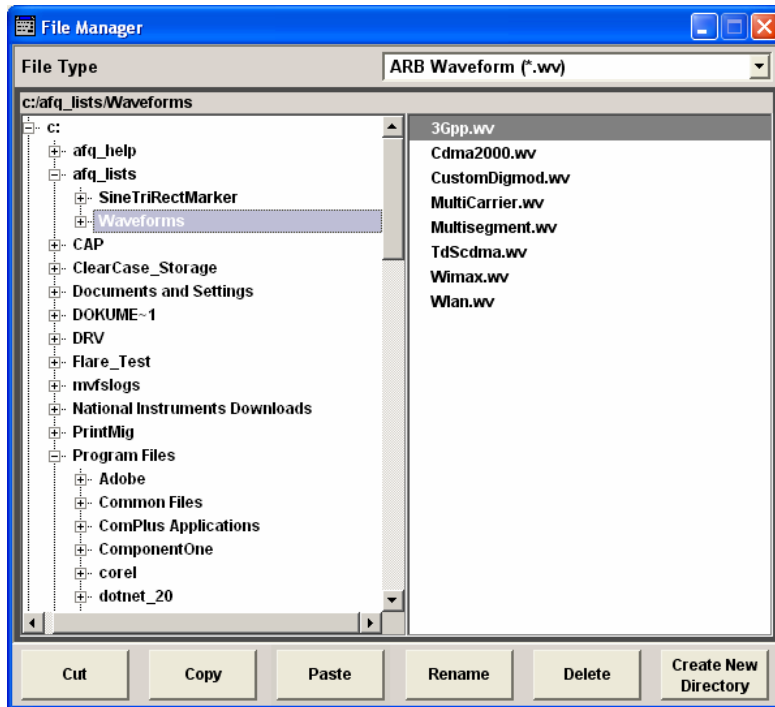 File Manager
File Type
ARB Waveform (*.wv)
c:/afq_lists/Waveforms
c:
afq_help
afq_lists
SineTriRectMarker
Waveforms
CAP
ClearCase_Storage
Documents and Settings
DOKUME~1
DRV
Flare_Test
mvfslogs
National Instruments Downloads
PrintMig
Program Files
Adobe
Common Files
ComPlus Applications
ComponentOne
corel
dotnet_20
3Gpp.wv
Cdma2000.wv
CustomDigmod.wv
MultiCarrier.wv
Multisegment.wv
TdScdma.wv
Wimax.wv
Wlan.wv
Cut
Copy
Paste
Rename
Delete
Create New
Directory